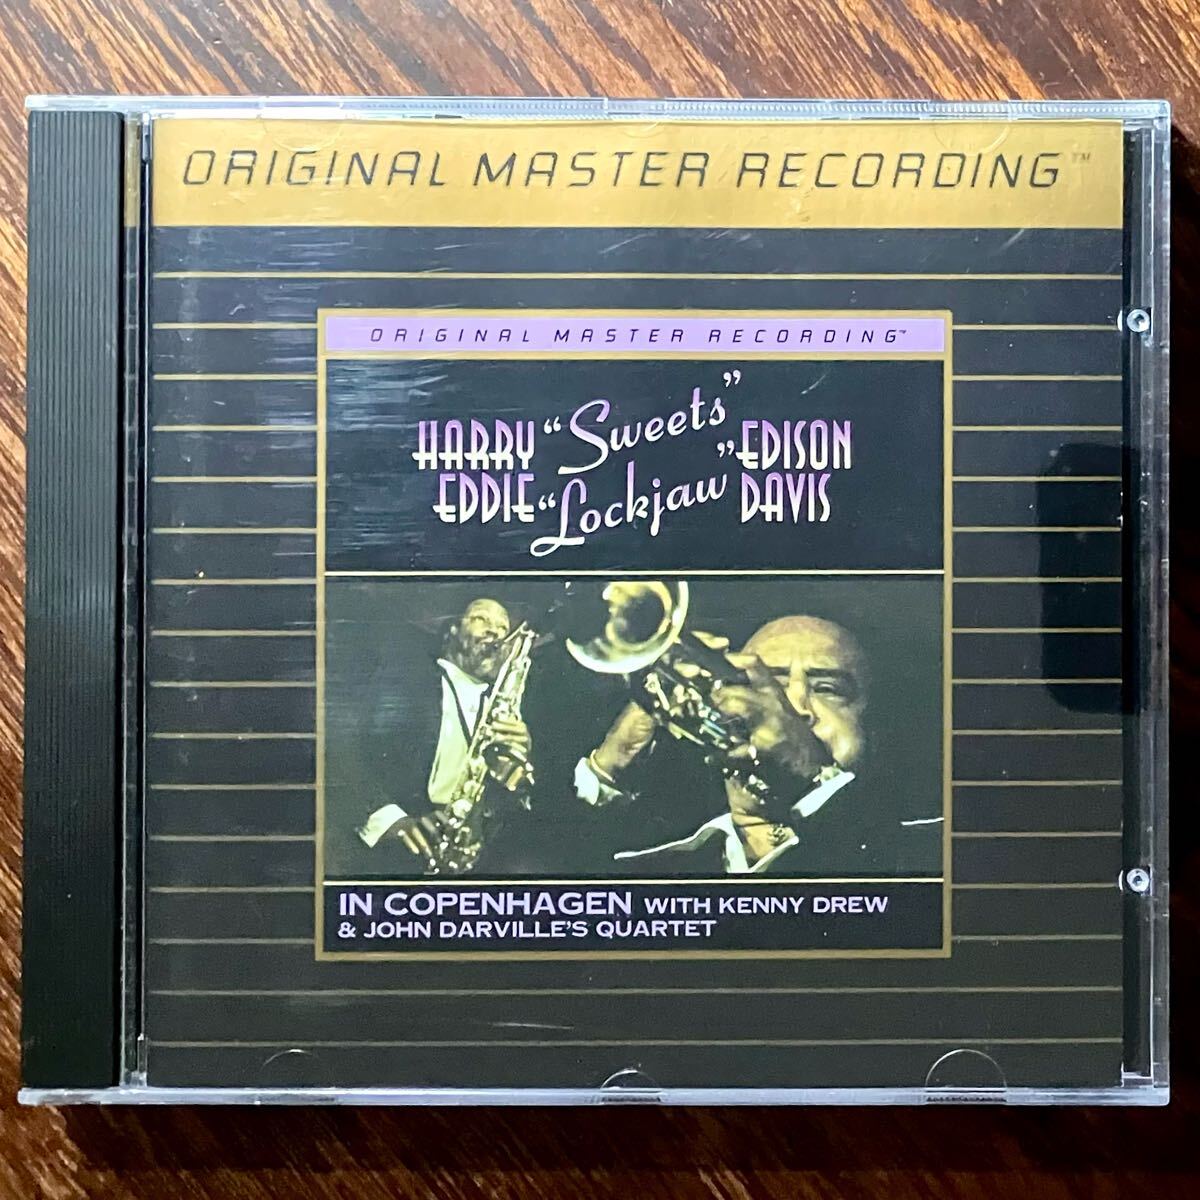 ORIGINAL MASTER RECORDING™
ORIGINAL MASTER RECORDING™
HARRY “Sweets” EDISON
EDDIE “Lockjaw” DAVIS
IN COPENHAGEN WITH KENNY DREW
& JOHN DARVILLE'S QUARTET